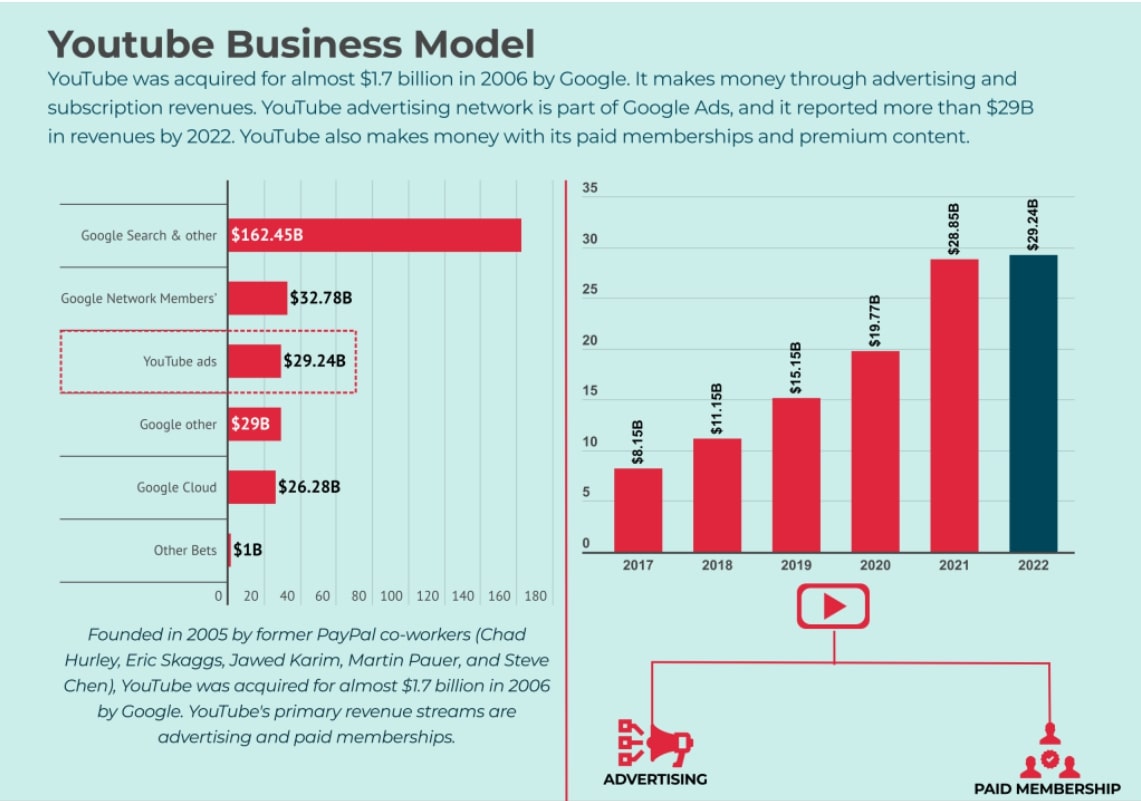 Youtube Business Model
YouTube was acquired for almost $1.7 billion in 2006 by Google. It makes money through advertising and
subscription revenues. YouTube advertising network is part of Google Ads, and it reported more than $29B
in revenues by 2022. YouTube also makes money with its paid memberships and premium content.
Google Search & other
$162.45B
Google Network Members’
$32.78B
YouTube ads
$29.24B
Google other
$29B
Google Cloud
$26.28B
Other Bets
$1B
0 20 40 60 80 100 120 140 160 180
Founded in 2005 by former PayPal co-workers (Chad
Hurley, Eric Skaggs, Jawed Karim, Martin Pauer, and Steve
Chen), YouTube was acquired for almost $1.7 billion in 2006
by Google. YouTube's primary revenue streams are
advertising and paid memberships.
35
30
25
20
15
10
5
0
$8.15B
$11.15B
$15.15B
$19.77B
$28.85B
$29.24B
2017 2018 2019 2020 2021 2022
ADVERTISING
PAID MEMBERSHIP